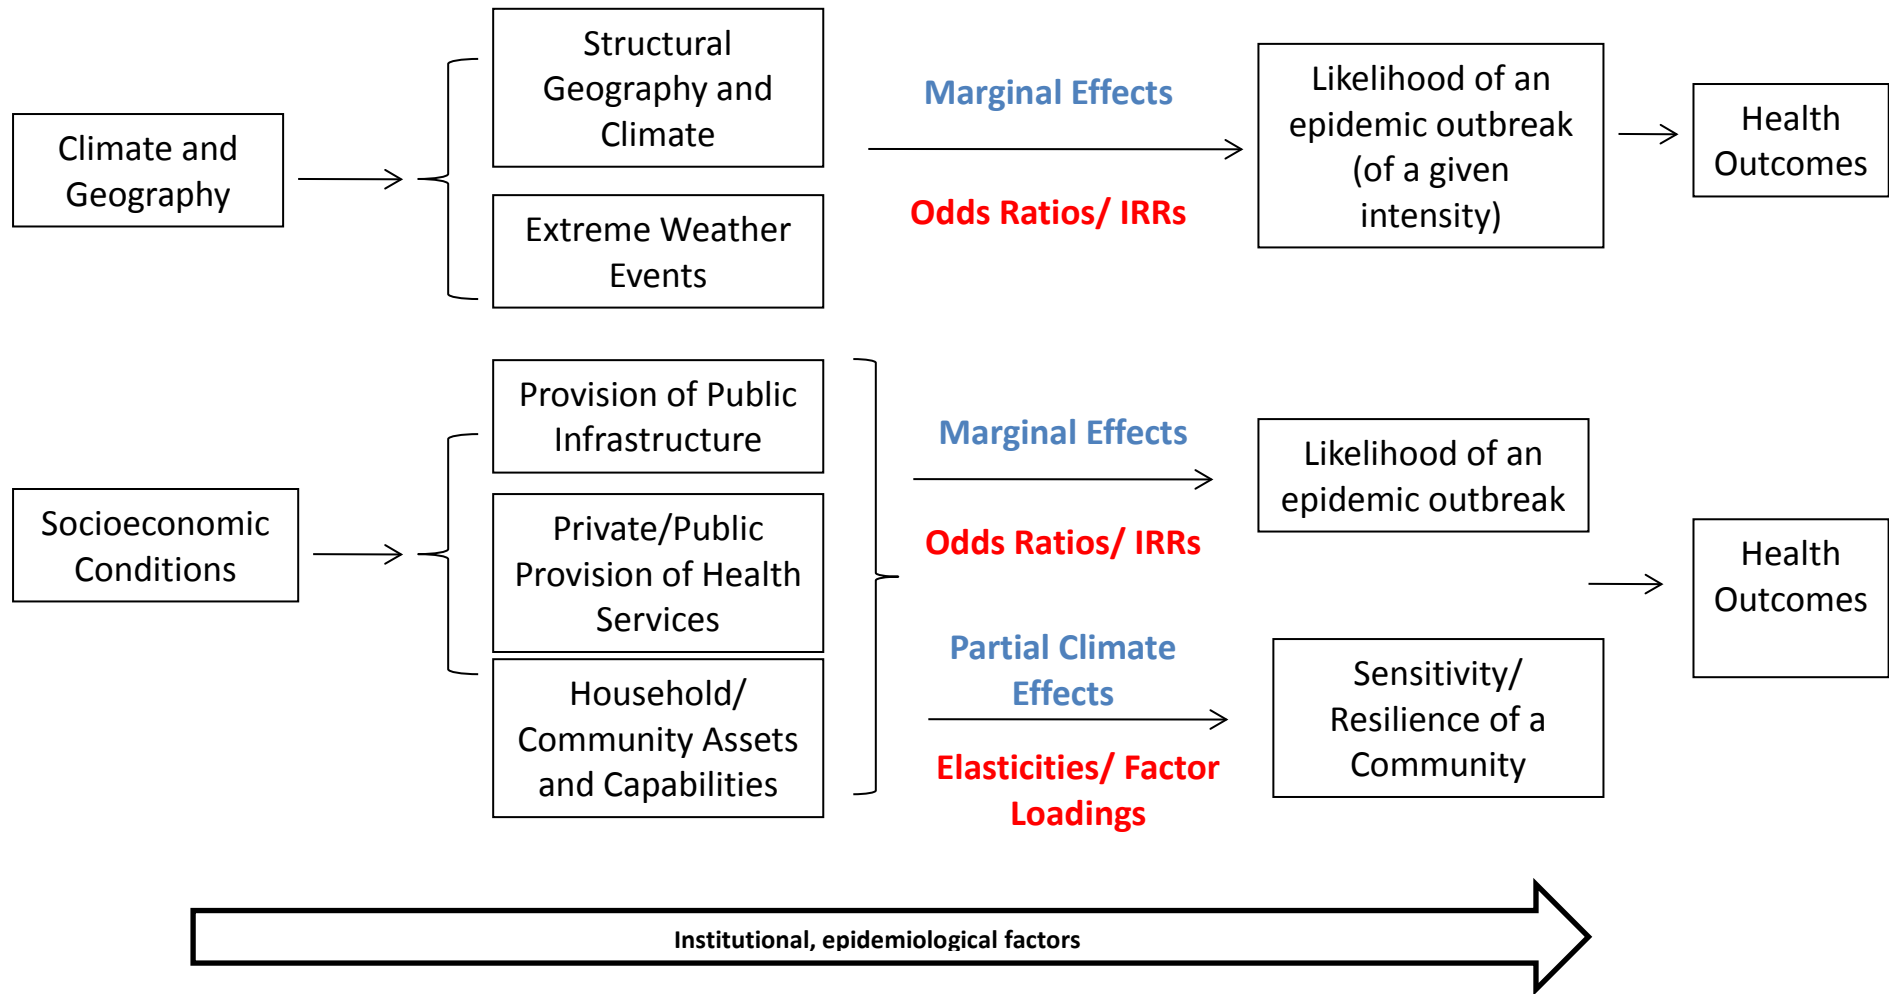 Climate and
Geography
Structural
Geography and
Climate
Extreme Weather
Events
Marginal Effects
Odds Ratios/ IRRs
Likelihood of an
epidemic outbreak
(of a given
intensity)
Health
Outcomes
Socioeconomic
Conditions
Provision of Public
Infrastructure
Private/Public
Provision of Health
Services
Household/
Community Assets
and Capabilities
Marginal Effects
Odds Ratios/ IRRs
Partial Climate
Effects
Elasticities/ Factor
Loadings
Likelihood of an
epidemic outbreak
Sensitivity/
Resilience of a
Community
Health
Outcomes
Institutional, epidemiological factors